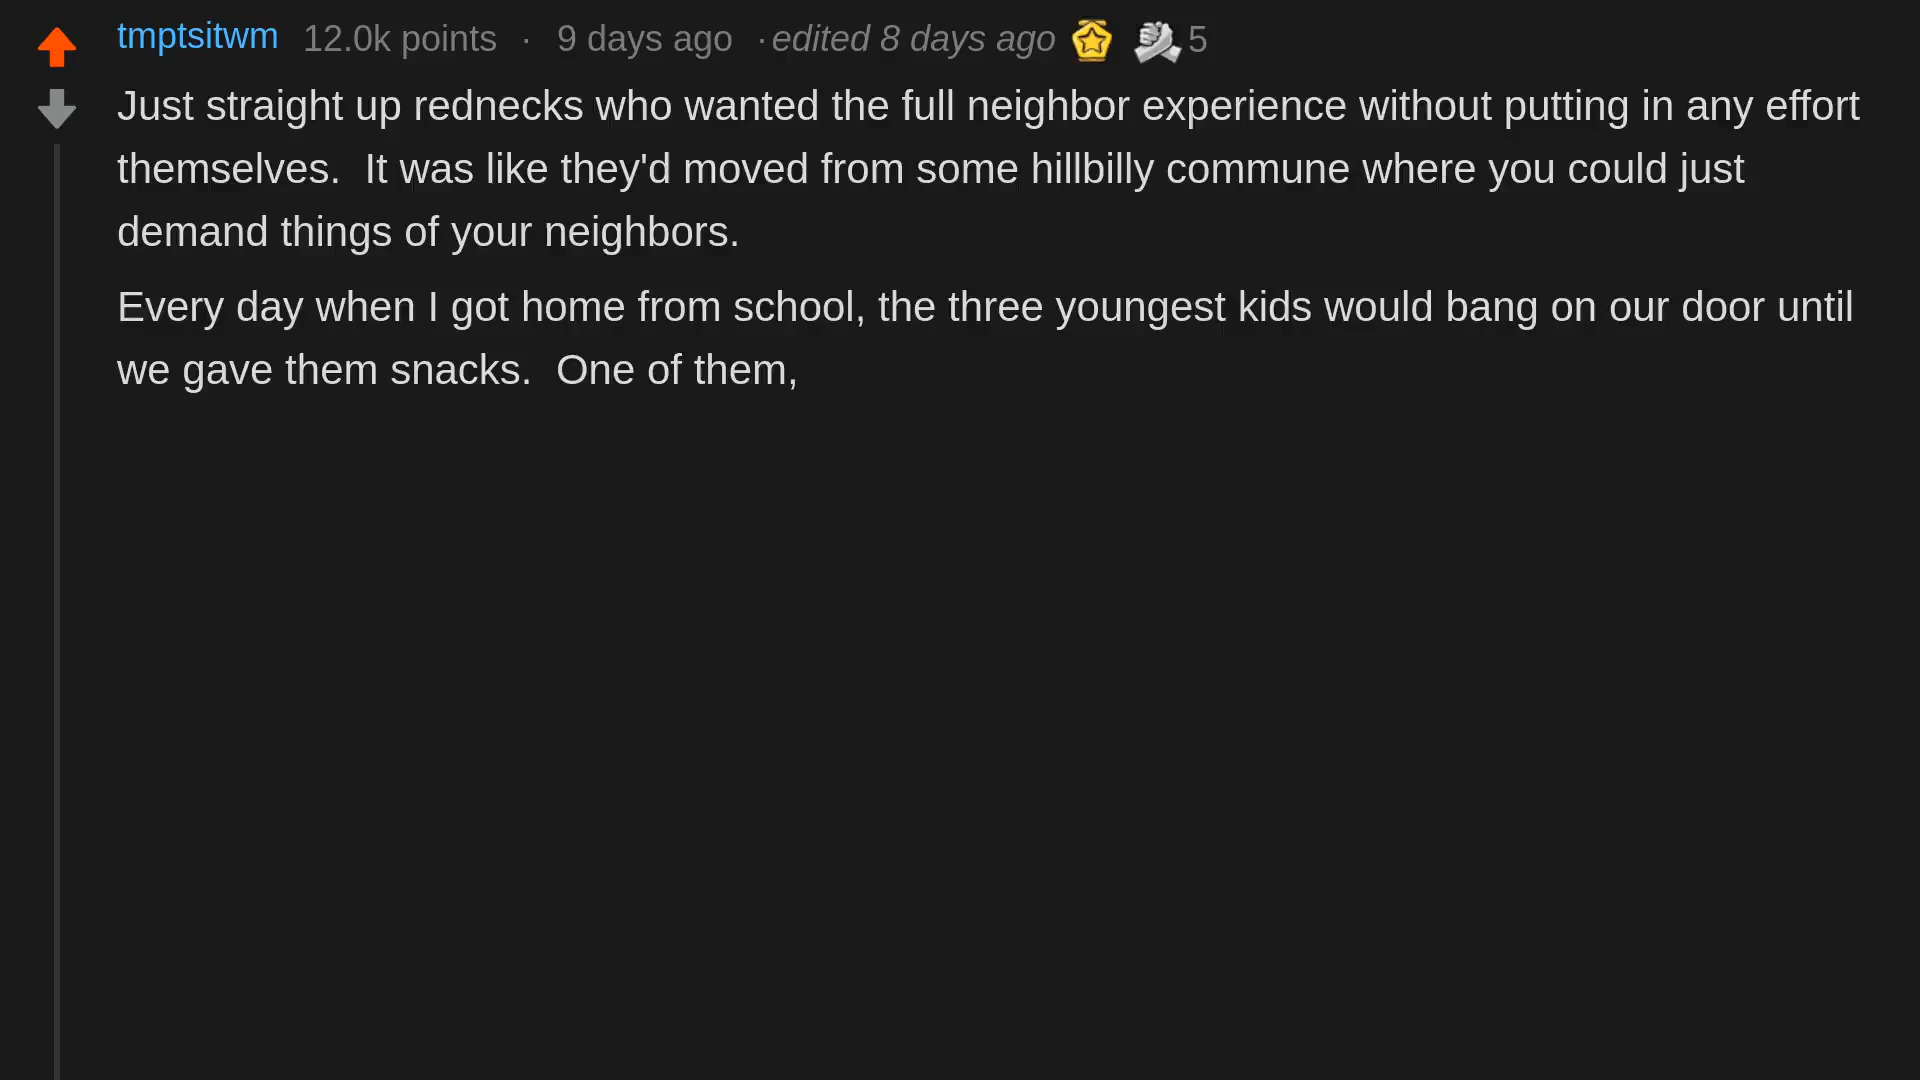 tmptsitwm 12.0k points · 9 days ago · edited 8 days ago 5
Just straight up rednecks who wanted the full neighbor experience without putting in any effort
themselves.  It was like they'd moved from some hillbilly commune where you could just
demand things of your neighbors.
Every day when I got home from school, the three youngest kids would bang on our door until
we gave them snacks.  One of them,